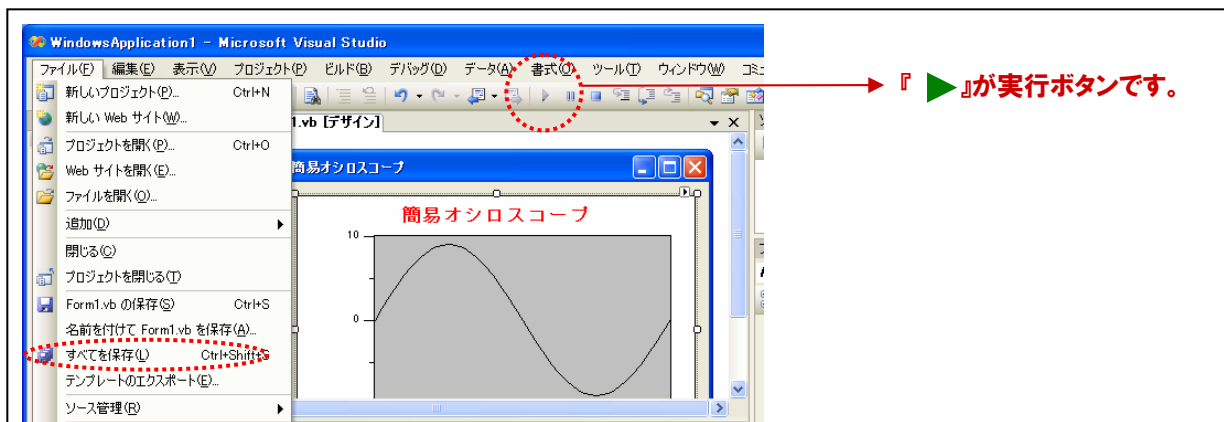 WindowsApplication1 - Microsoft Visual Studio
ファイル(F) 編集(E) 表示(V) プロジェクト(P) ビルド(B) デバッグ(D) データ(A) 書式(O) ツール(T) ウィンドウ(W) コミュ
新しいプロジェクト(P)... Ctrl+N
新しい Web サイト(W)...
プロジェクトを開く(P)... Ctrl+O
Web サイトを開く(E)...
ファイルを開く(O)...
追加(D)
閉じる(C)
プロジェクトを閉じる(T)
Form1.vb の保存(S) Ctrl+S
名前を付けて Form1.vb を保存(A)...
すべてを保存(L) Ctrl+Shift+S
テンプレートのエクスポート(E)...
ソース管理(R)
1.vb [デザイン]
簡易オシロスコープ
簡易オシロスコープ
10
0
『 ▶ 』が実行ボタンです。